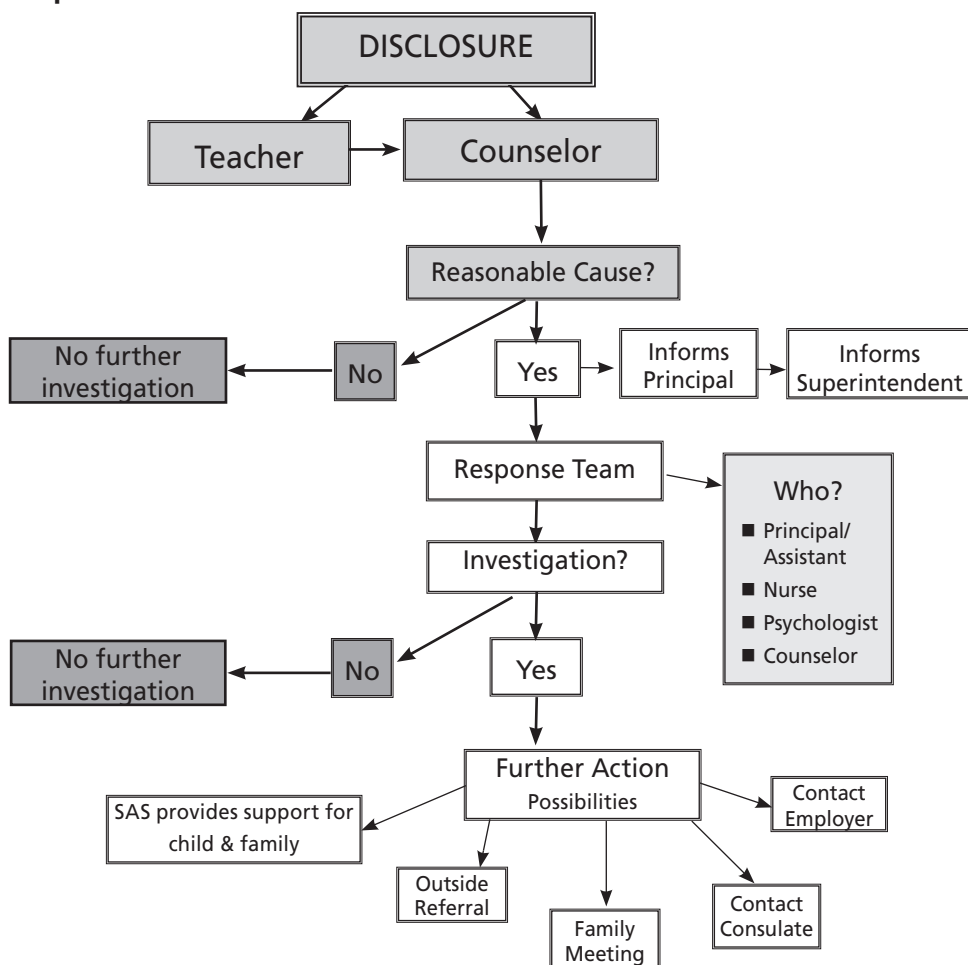 DISCLOSURE
Teacher
Counselor
Reasonable Cause?
No further
investigation
No
Yes
Informs
Principal
Informs
Superintendent
Response Team
Who?
■ Principal/
Assistant
■ Nurse
■ Psychologist
■ Counselor
Investigation?
No further
investigation
No
Yes
Further Action
Possibilities
SAS provides support for
child & family
Outside
Referral
Family
Meeting
Contact
Consulate
Contact
Employer